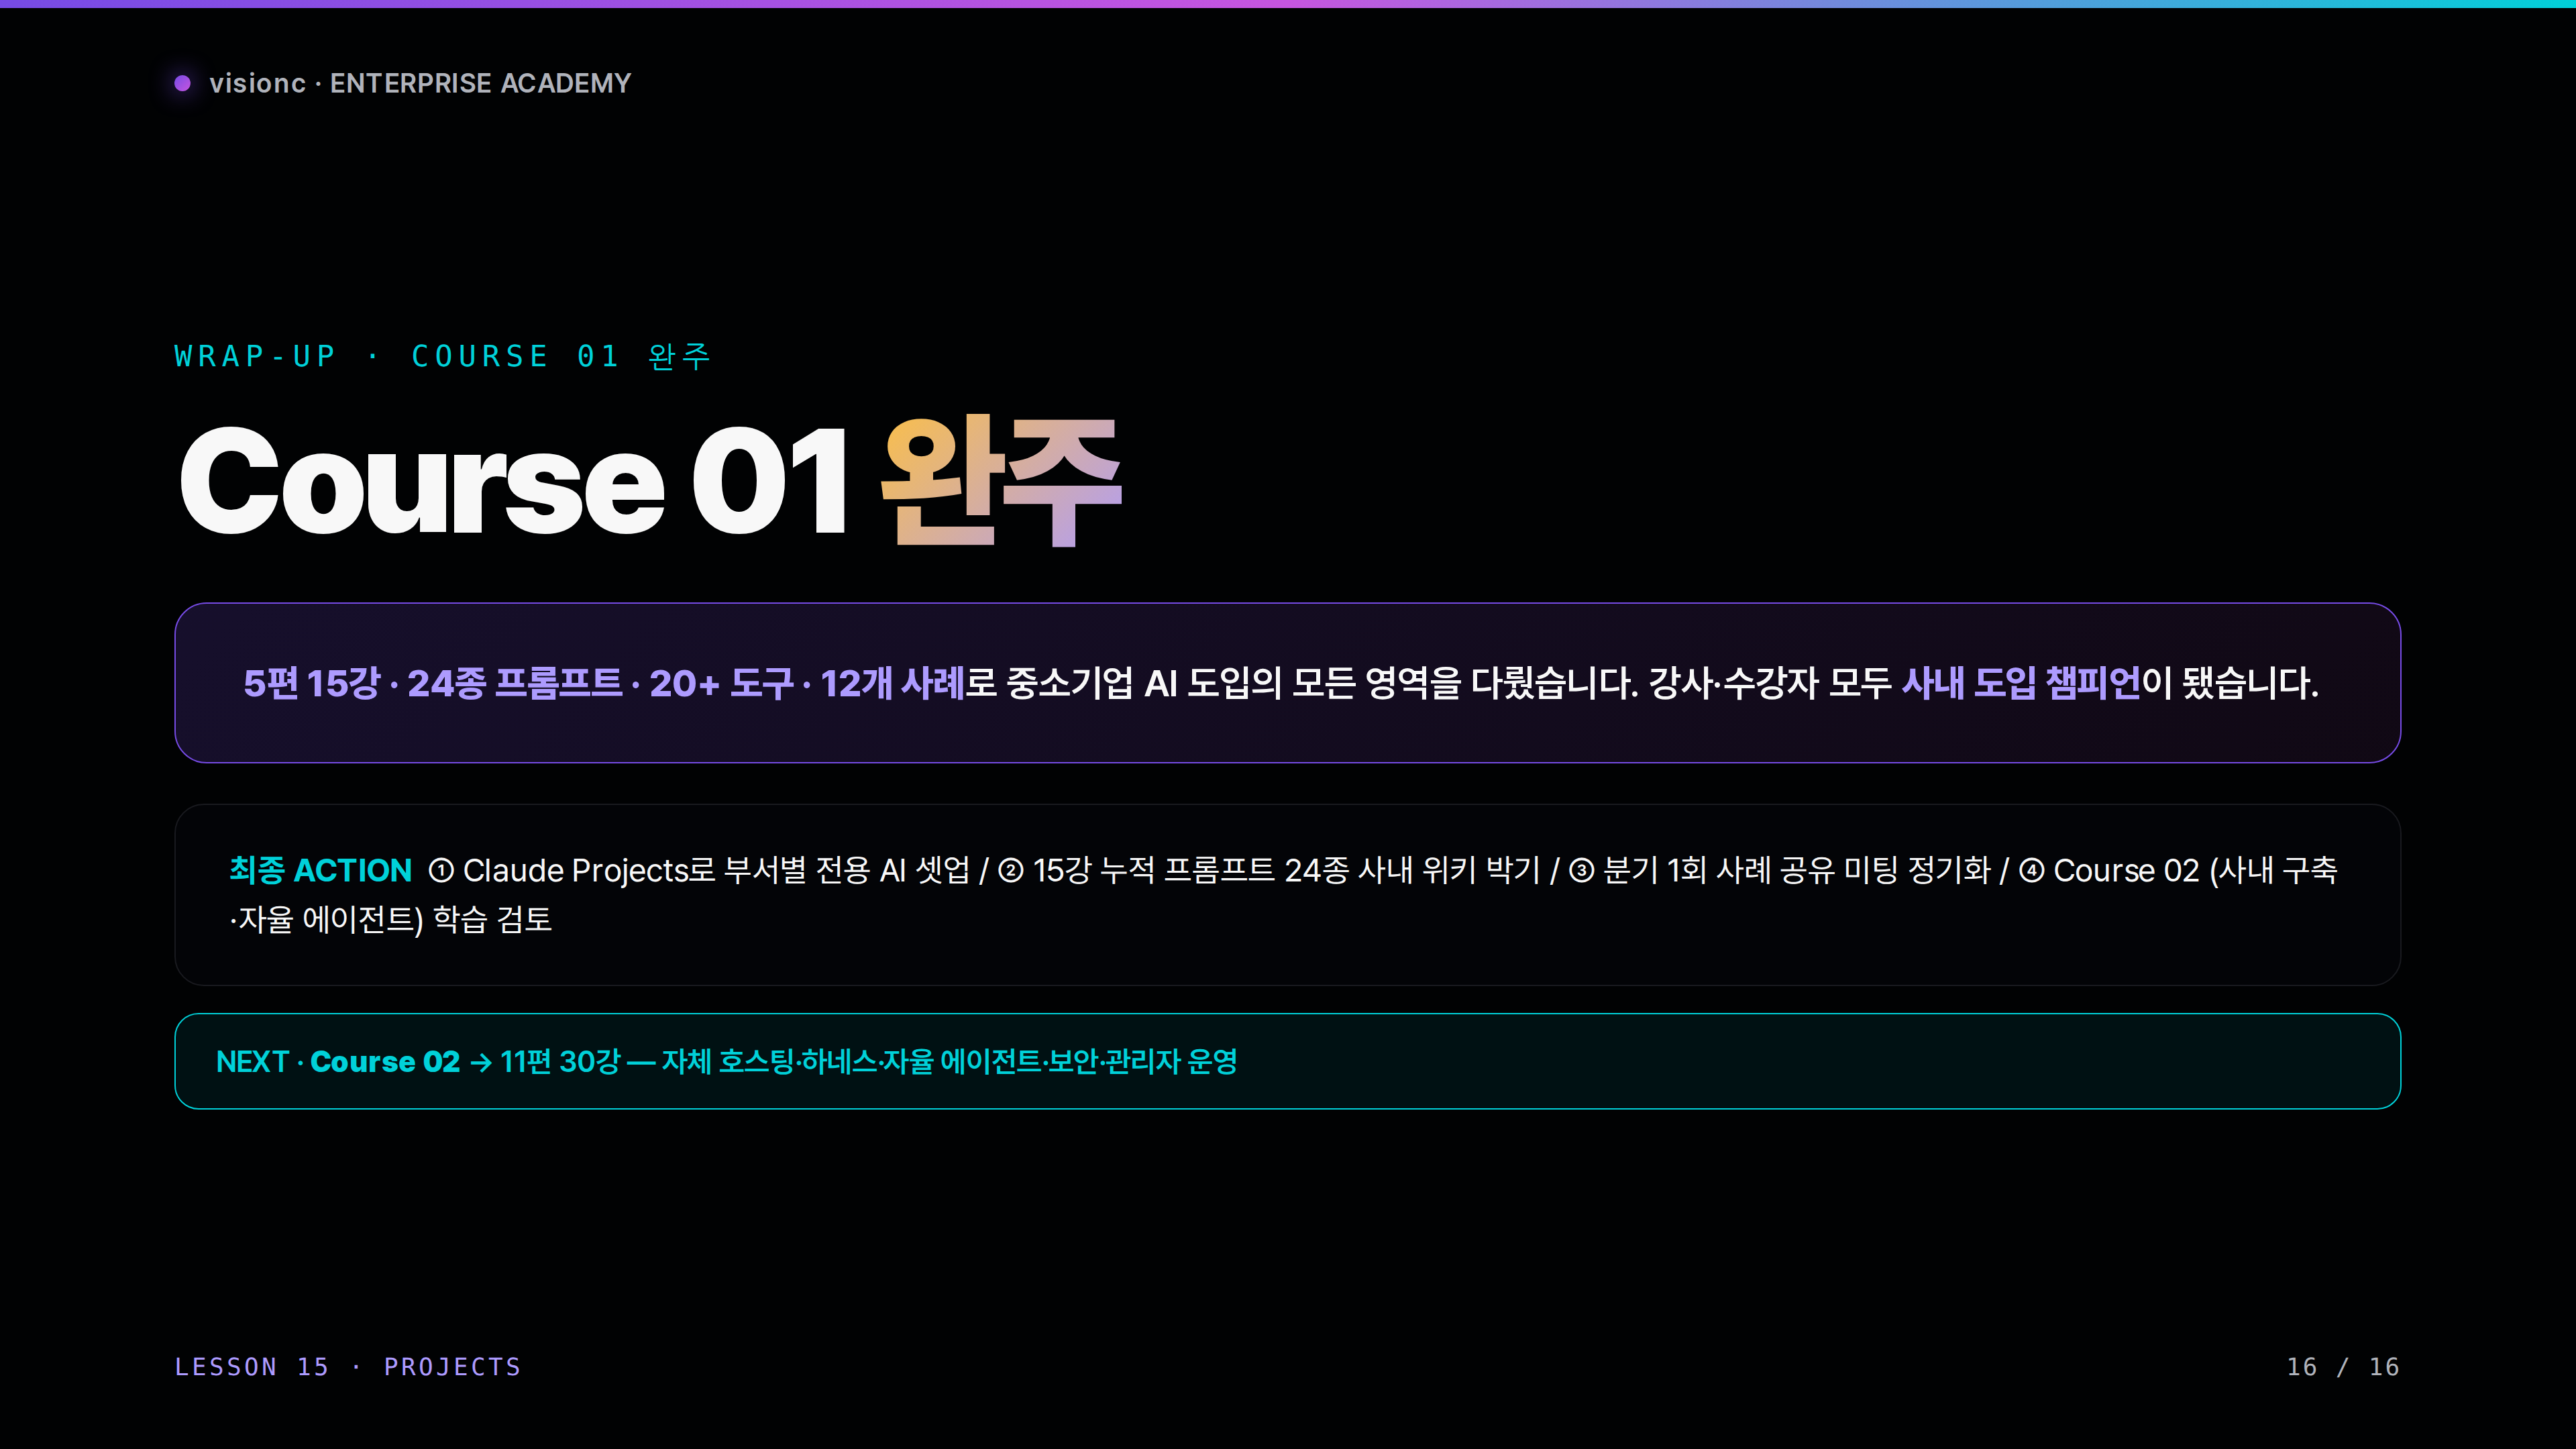 visionc · ENTERPRISE ACADEMY
WRAP-UP · COURSE 01 완주
Course 01 완주
5편 15강 · 24종 프롬프트 · 20+ 도구 · 12개 사례로 중소기업 AI 도입의 모든 영역을 다뤘습니다. 강사·수강자 모두 사내 도입 챔피언이 됐습니다.
최종 ACTION ① Claude Projects로 부서별 전용 AI 셋업 / ② 15강 누적 프롬프트 24종 사내 위키 박기 / ③ 분기 1회 사례 공유 미팅 정기화 / ④ Course 02 (사내 구축
·자율 에이전트) 학습 검토
NEXT · Course 02 → 11편 30강 — 자체 호스팅·하네스·자율 에이전트·보안·관리자 운영
LESSON 15 · PROJECTS
16 / 16